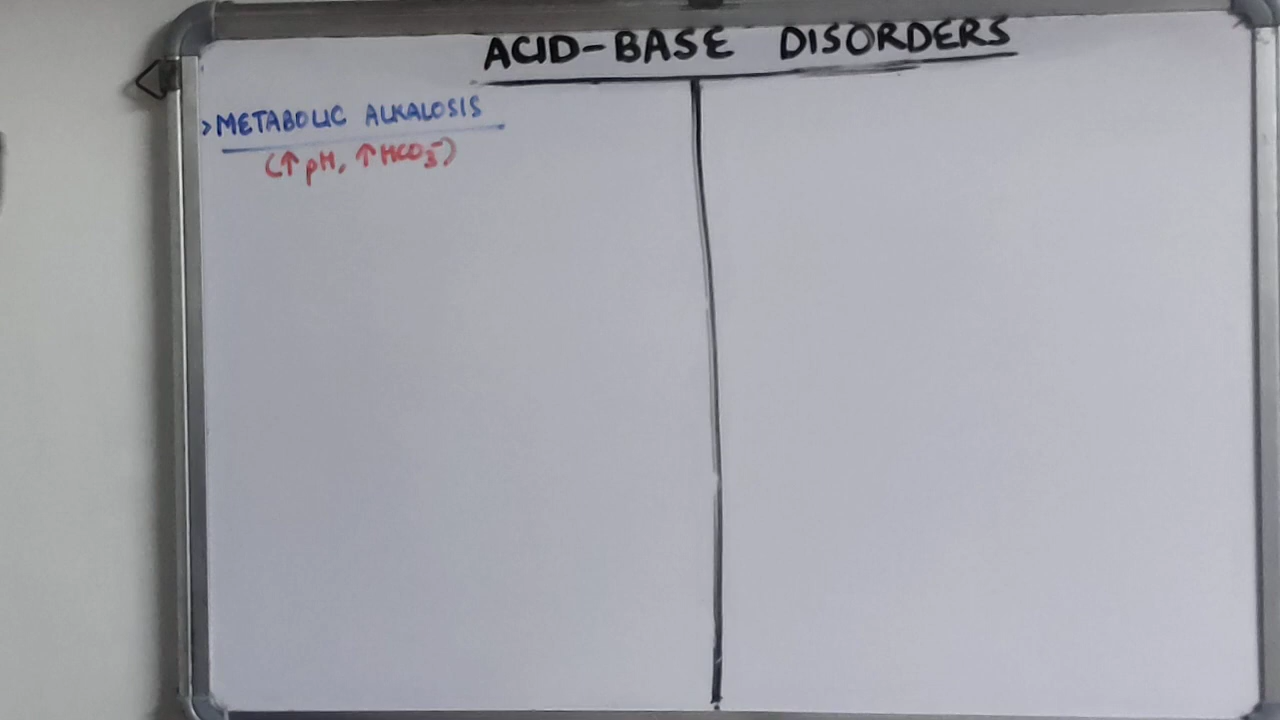 ACID-BASE DISORDERS
>METABOLIC ALKALOSIS
(↑pH, ↑HCO₃⁻)